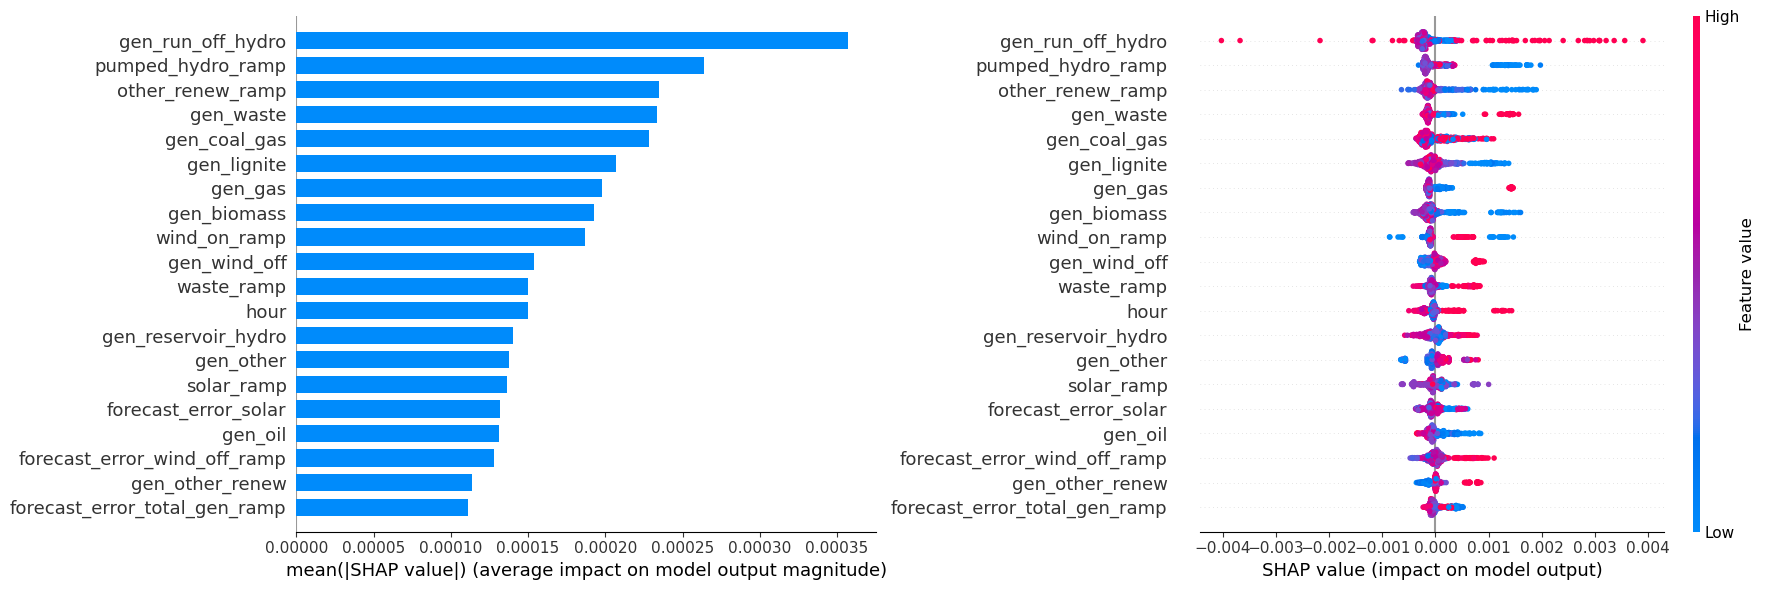 gen_run_off_hydro
pumped_hydro_ramp
other_renew_ramp
gen_waste
gen_coal_gas
gen_lignite
gen_gas
gen_biomass
wind_on_ramp
gen_wind_off
waste_ramp
hour
gen_reservoir_hydro
gen_other
solar_ramp
forecast_error_solar
gen_oil
forecast_error_wind_off_ramp
gen_other_renew
forecast_error_total_gen_ramp
0.00000 0.00005 0.00010 0.00015 0.00020 0.00025 0.00030 0.00035
mean(|SHAP value|) (average impact on model output magnitude)
gen_run_off_hydro
pumped_hydro_ramp
other_renew_ramp
gen_waste
gen_coal_gas
gen_lignite
gen_gas
gen_biomass
wind_on_ramp
gen_wind_off
waste_ramp
hour
gen_reservoir_hydro
gen_other
solar_ramp
forecast_error_solar
gen_oil
forecast_error_wind_off_ramp
gen_other_renew
forecast_error_total_gen_ramp
−0.004 −0.003 −0.002 −0.001 0.000 0.001 0.002 0.003 0.004
SHAP value (impact on model output)
High
Feature value
Low